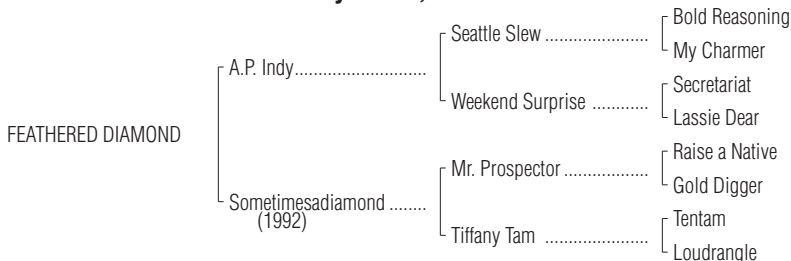 Bold Reasoning
Seattle Slew ......................
My Charmer
A.P. Indy............................
Secretariat
Weekend Surprise ............
Lassie Dear
FEATHERED DIAMOND
Raise a Native
Mr. Prospector ..................
Gold Digger
Sometimesadiamond ........
(1992)
Tentam
Tiffany Tam ......................
Loudrangle